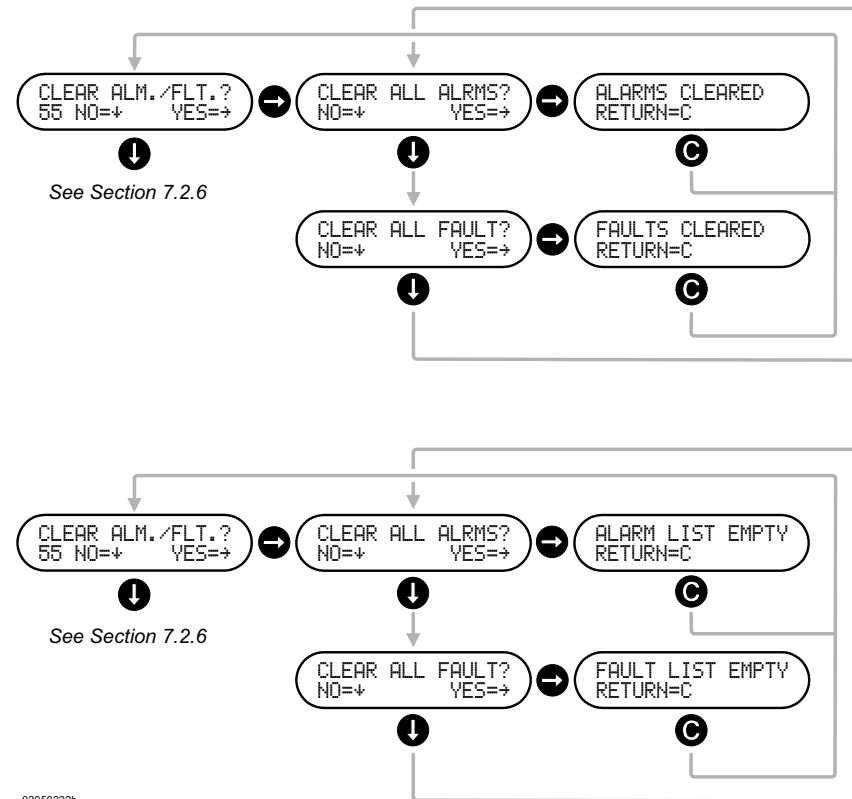 CLEAR ALM./FLT.?
55 NO=↓ YES=→
CLEAR ALL ALRMS?
NO=↓ YES=→
ALARMS CLEARED
RETURN=C
C
See Section 7.2.6
CLEAR ALL FAULT?
NO=↓ YES=→
FAULTS CLEARED
RETURN=C
C
CLEAR ALM./FLT.?
55 NO=↓ YES=→
CLEAR ALL ALRMS?
NO=↓ YES=→
ALARM LIST EMPTY
RETURN=C
C
See Section 7.2.6
CLEAR ALL FAULT?
NO=↓ YES=→
FAULT LIST EMPTY
RETURN=C
C